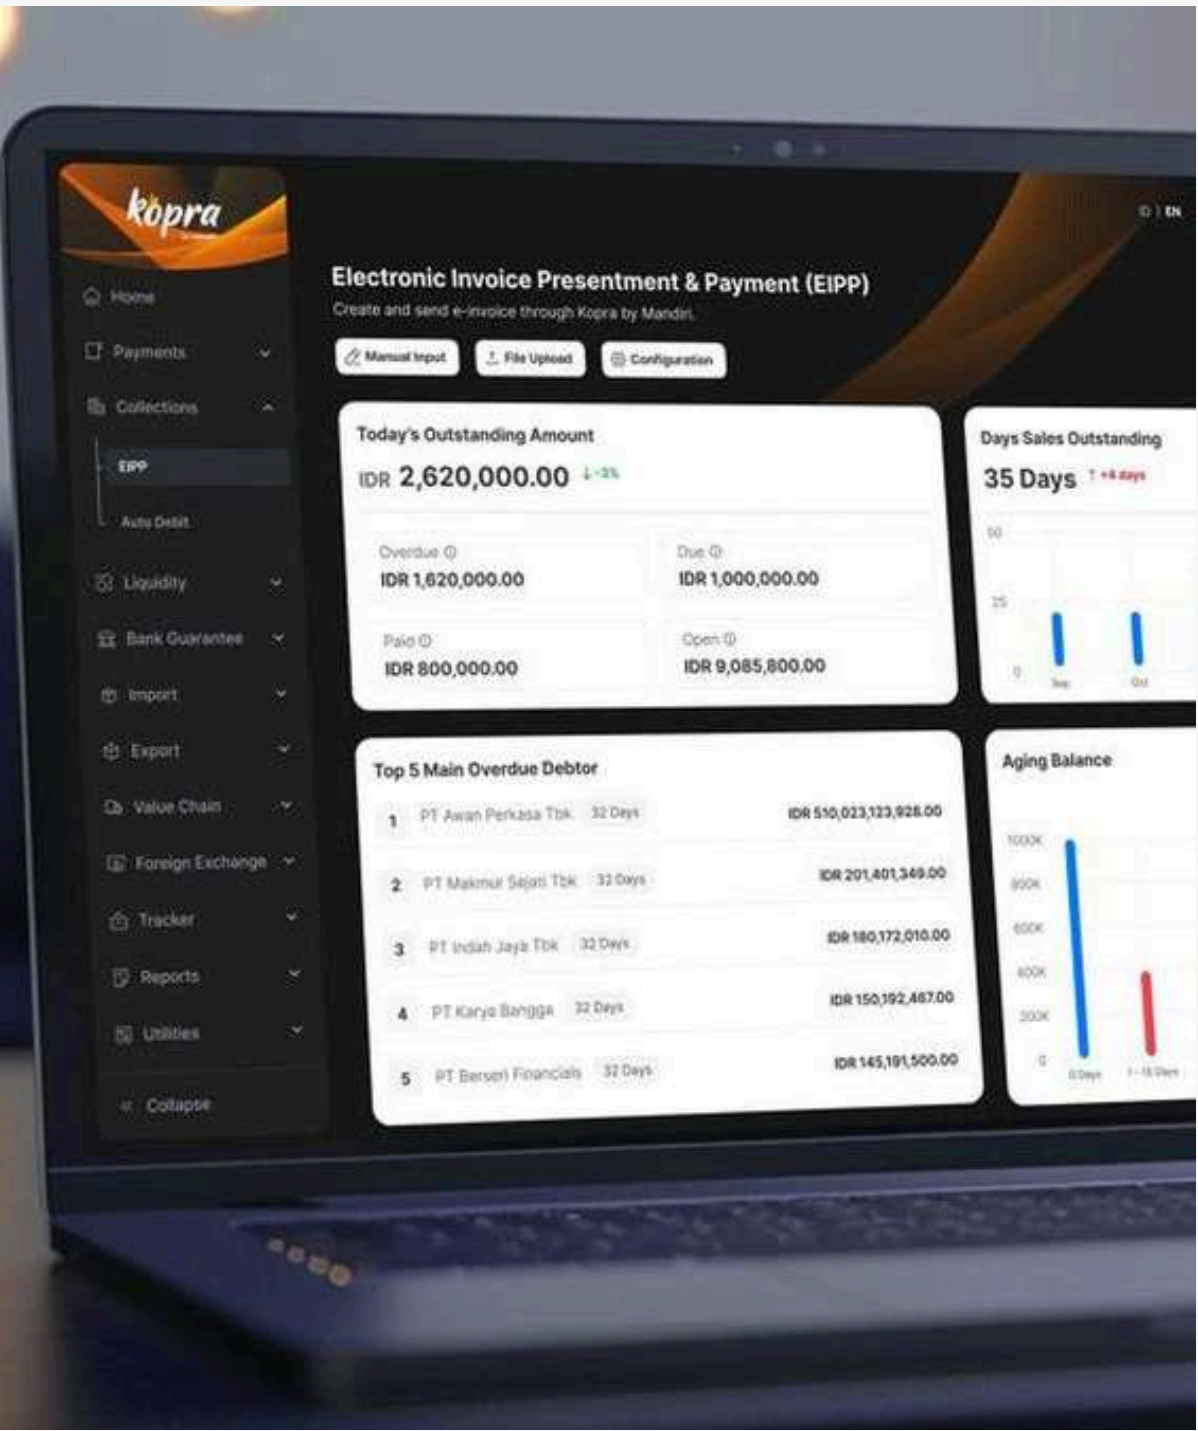 kopra
ID | EN
Home
Payments
Collections
EIPP
Auto Debit
Liquidity
Bank Guarantee
Import
Export
Value Chain
Foreign Exchange
Tracker
Reports
Utilities
Collapse
Electronic Invoice Presentment & Payment (EIPP)
Create and send e-invoice through Kopra by Mandiri.
Manual Input
File Upload
Configuration
Today's Outstanding Amount
IDR 2,620,000.00 ↓ -3%
Overdue
IDR 1,620,000.00
Due
IDR 1,000,000.00
Paid
IDR 800,000.00
Open
IDR 9,085,800.00
Days Sales Outstanding
35 Days ↑ +4 days
50
25
0
Sep
Oct
Top 5 Main Overdue Debtor
1 PT Awan Perkasa Tbk 32 Days IDR 510,023,123,928.00
2 PT Makmur Sejati Tbk 32 Days IDR 201,401,349.00
3 PT Indah Jaya Tbk 32 Days IDR 180,172,010.00
4 PT Karya Bangga 32 Days IDR 150,192,467.00
5 PT Berseri Financials 32 Days IDR 145,191,500.00
Aging Balance
1000K
800K
600K
400K
200K
0
0 Days
1-15 Days